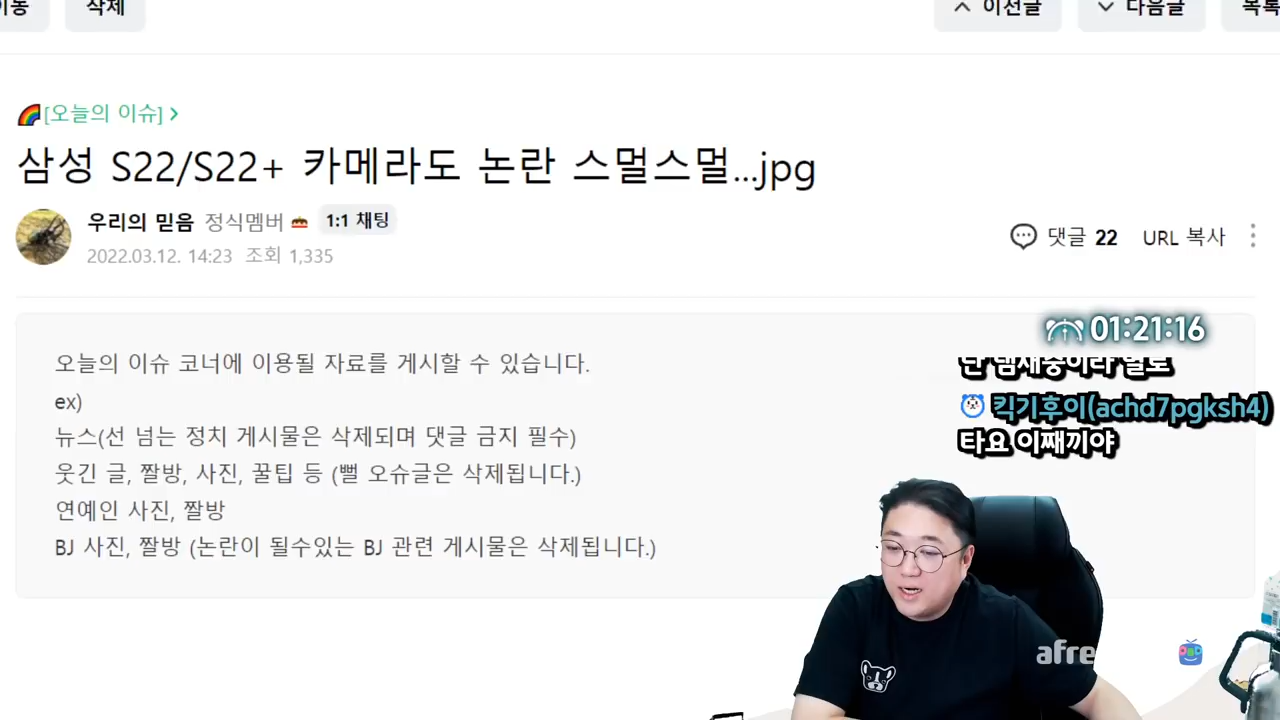 이동
삭제
이전글
다음글
목록
[오늘의 이슈]
삼성 S22/S22+ 카메라도 논란 스멀스멀...jpg
우리의 믿음 정식멤버 1:1 채팅
2022.03.12. 14:23 조회 1,335
댓글 22 URL 복사
01:21:16
오늘의 이슈 코너에 이용될 자료를 게시할 수 있습니다.
ex)
뉴스(선 넘는 정치 게시물은 삭제되며 댓글 금지 필수)
웃긴 글, 짤방, 사진, 꿀팁 등 (뻘 오슈글은 삭제됩니다.)
연예인 사진, 짤방
BJ 사진, 짤방 (논란이 될수있는 BJ 관련 게시물은 삭제됩니다.)
킥기후이(achd7pgksh4)
타요 이째끼야
afre